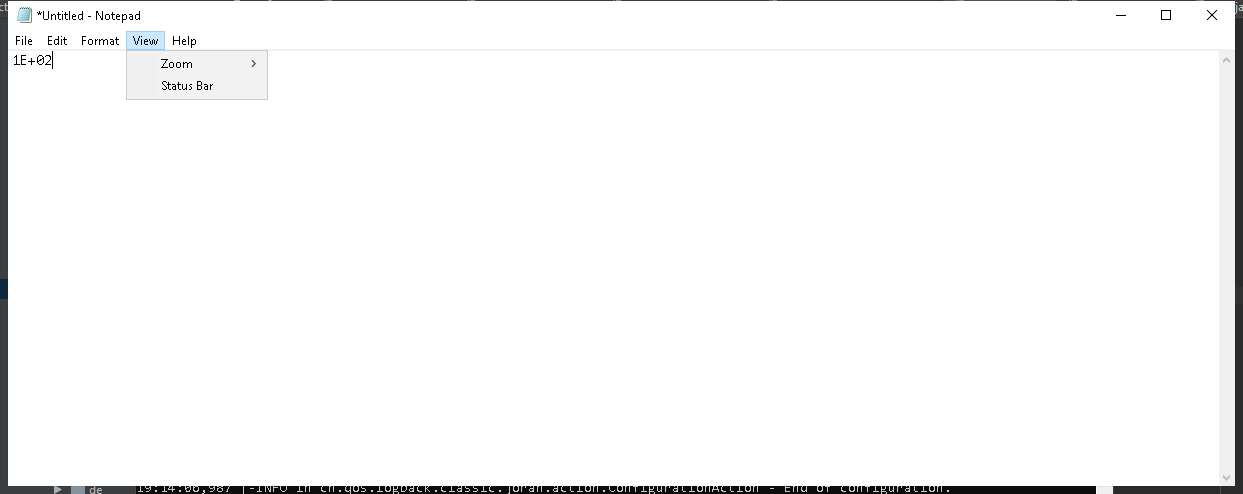 *Untitled - Notepad
File Edit Format View Help
1E+02
Zoom
Status Bar
de
19:14:06,987 |-INFO in ch.qos.logback.classic.joran.action.ConfigurationAction - End of configuration.